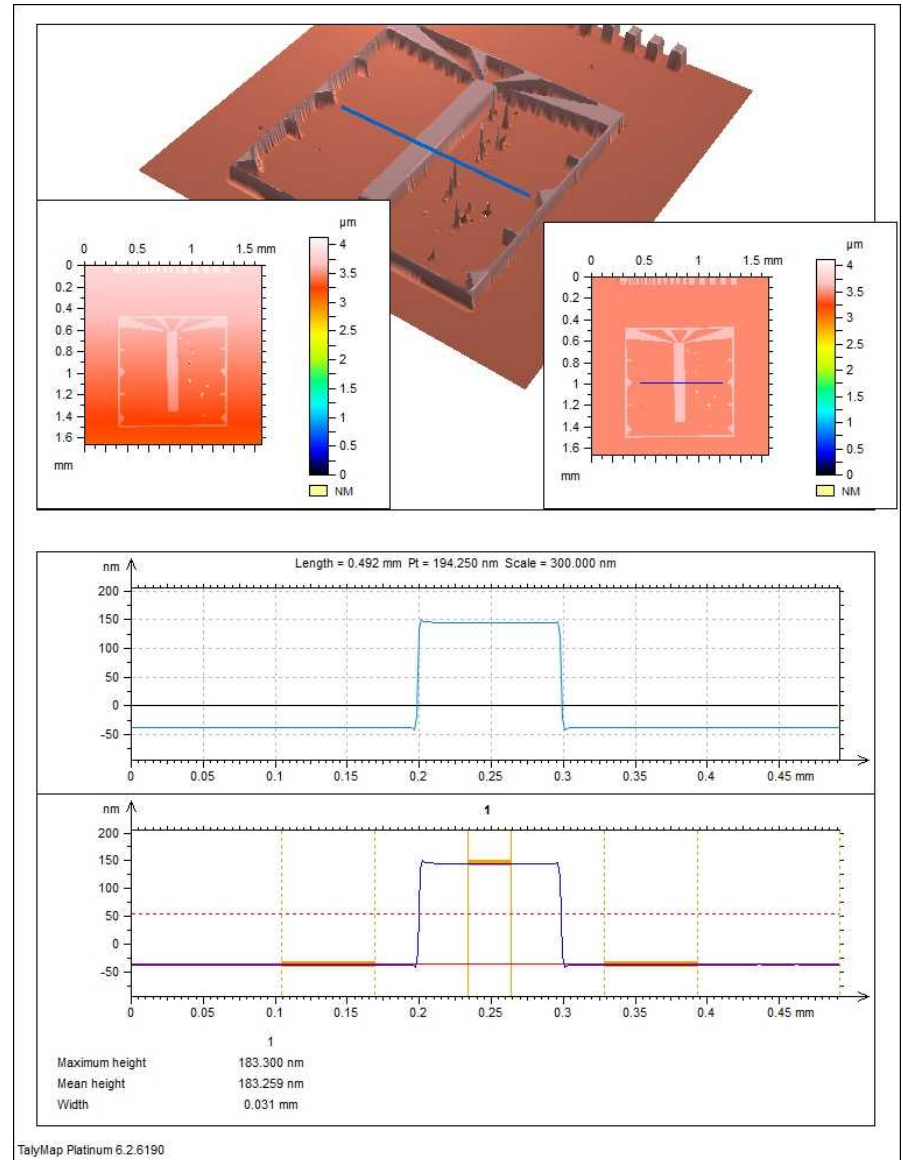 µm
0 0.5 1 1.5 mm
0
0.2
0.4
0.6
0.8
1
1.2
1.4
1.6
mm
4
3.5
3
2.5
2
1.5
1
0.5
0
NM
µm
0 0.5 1 1.5 mm
0
0.2
0.4
0.6
0.8
1
1.2
1.4
1.6
mm
4
3.5
3
2.5
2
1.5
1
0.5
0
NM
Length = 0.492 mm Pt = 194.250 nm Scale = 300.000 nm
nm
200
150
100
50
0
-50
0 0.05 0.1 0.15 0.2 0.25 0.3 0.35 0.4 0.45 mm
nm
1
200
150
100
50
0
-50
0 0.05 0.1 0.15 0.2 0.25 0.3 0.35 0.4 0.45 mm
1
Maximum height 183.300 nm
Mean height 183.259 nm
Width 0.031 mm
TalyMap Platinum 6.2.6190